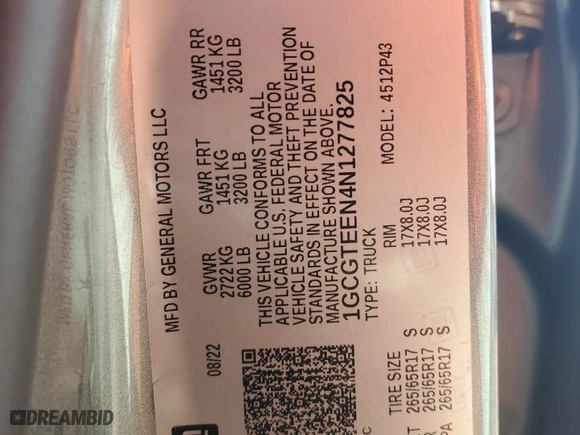 MFD BY GENERAL MOTORS LLC
08/22
GVWR GAWR FRT GAWR RR
2722 KG 1451 KG 1451 KG
6000 LB 3200 LB 3200 LB
THIS VEHICLE CONFORMS TO ALL
APPLICABLE U.S. FEDERAL MOTOR
VEHICLE SAFETY AND THEFT PREVENTION
STANDARDS IN EFFECT ON THE DATE OF
MANUFACTURE SHOWN ABOVE.
1GCGTEEN4N1277825
TYPE: TRUCK MODEL: 4512P43
TIRE SIZE RIM
265/65R17 S 17X8.0J
265/65R17 S 17X8.0J
265/65R17 S 17X8.0J
DREAMBID